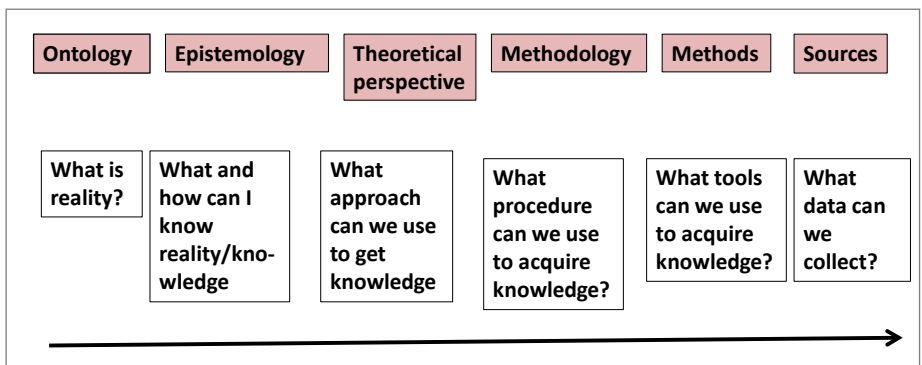 Ontology
Epistemology
Theoretical
perspective
Methodology
Methods
Sources
What is
reality?
What and
how can I
know
reality/kno-
wledge
What
approach
can we use
to get
knowledge
What
procedure
can we use
to acquire
knowledge?
What tools
can we use
to acquire
knowledge?
What
data can
we
collect?